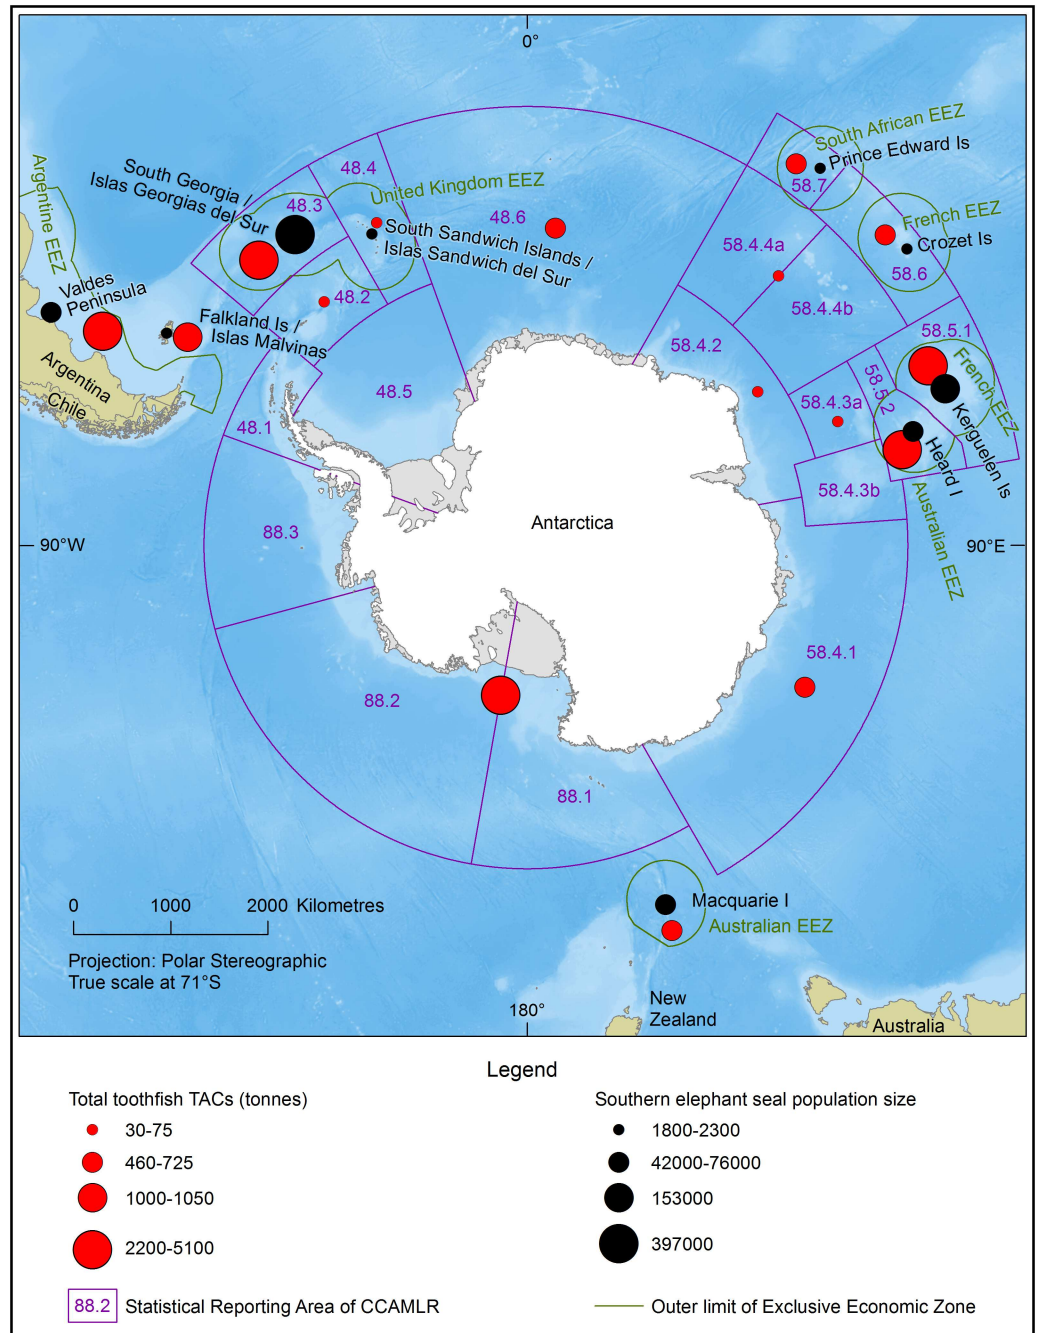 0°
South African EEZ
Prince Edward Is
58.7
48.4
South Georgia /
Islas Georgias del Sur
48.3
United Kingdom EEZ
48.6
South Sandwich Islands /
Islas Sandwich del Sur
French EEZ
Crozet Is
58.6
58.4.4a
58.4.4b
Argentine EEZ
Valdes
Peninsula
48.2
Falkland Is /
Islas Malvinas
58.5.1
French EEZ
Kerguelen Is
58.4.2
58.5.2
Argentina
Chile
48.5
58.4.3a
48.1
Heard I
58.4.3b
Australian EEZ
Antarctica
88.3
90°W
90°E
58.4.1
88.2
88.1
Macquarie I
Australian EEZ
0 1000 2000 Kilometres
Projection: Polar Stereographic
True scale at 71°S
180°
New
Zealand
Australia
Legend
Total toothfish TACs (tonnes)
30-75
460-725
1000-1050
2200-5100
88.2 Statistical Reporting Area of CCAMLR
Southern elephant seal population size
1800-2300
42000-76000
153000
397000
Outer limit of Exclusive Economic Zone